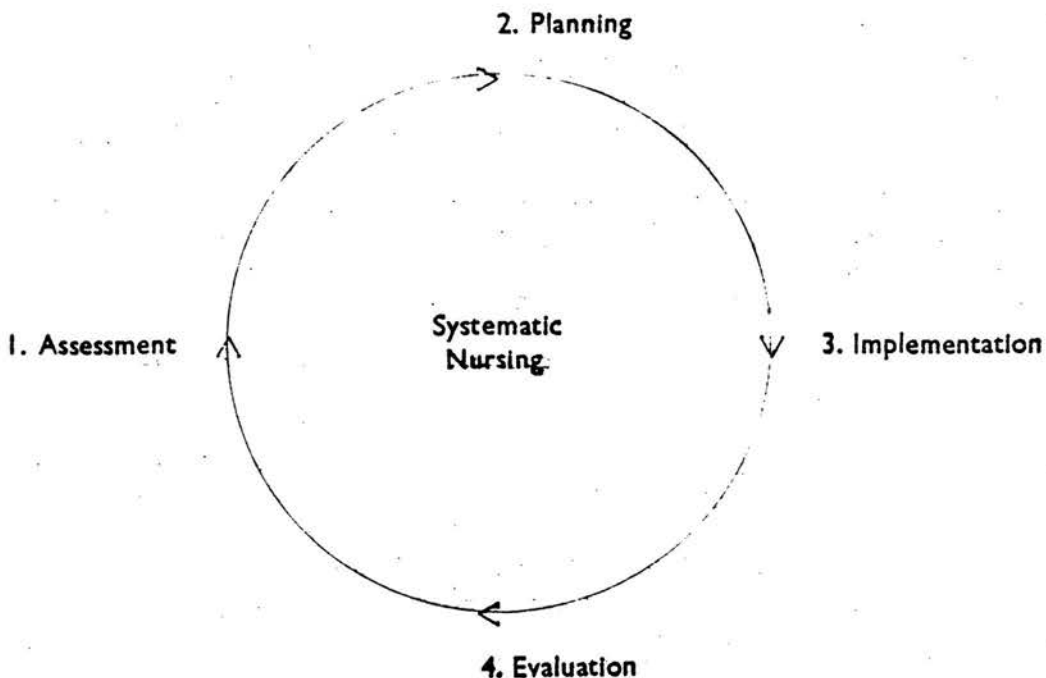 2. Planning
1. Assessment
Systematic
Nursing
3. Implementation
4. Evaluation